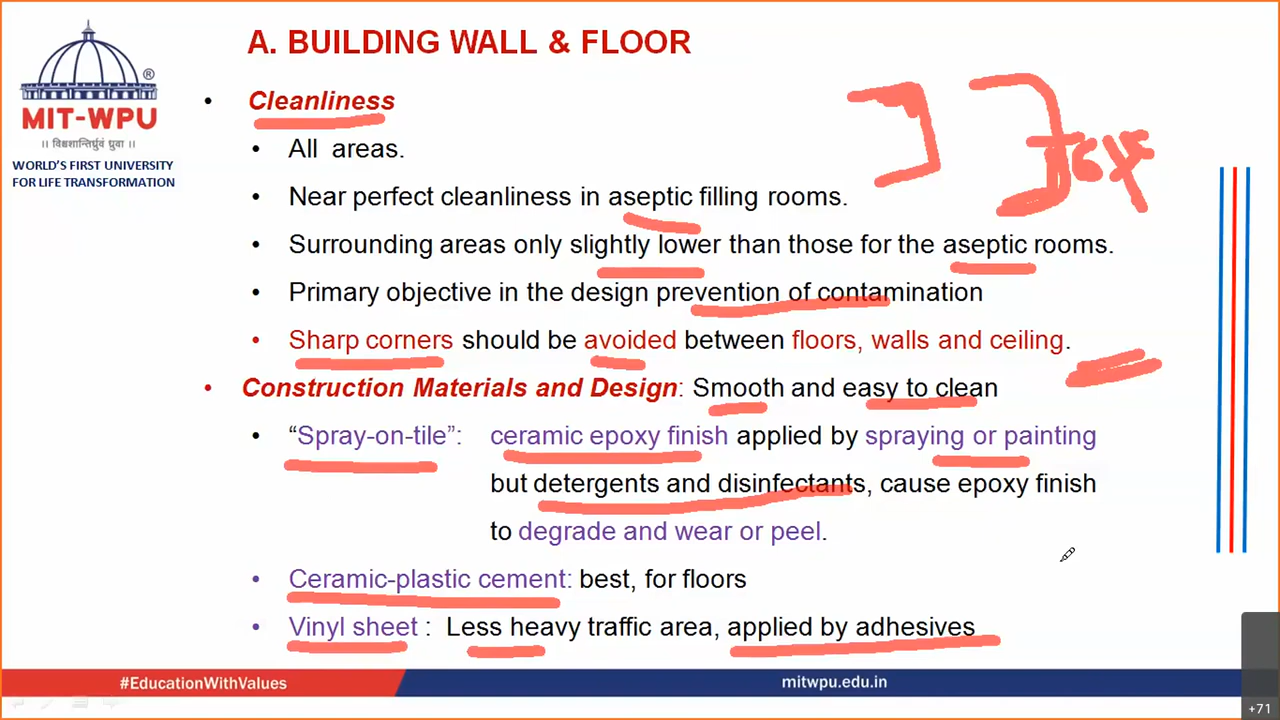 A. BUILDING WALL & FLOOR
®
MIT-WPU
|| विश्वशान्तिर्ध्रुवं ध्रुवा ||
WORLD'S FIRST UNIVERSITY
FOR LIFE TRANSFORMATION
• Cleanliness
• All areas.
• Near perfect cleanliness in aseptic filling rooms.
• Surrounding areas only slightly lower than those for the aseptic rooms.
• Primary objective in the design prevention of contamination
• Sharp corners should be avoided between floors, walls and ceiling.
• Construction Materials and Design: Smooth and easy to clean
• “Spray-on-tile”: ceramic epoxy finish applied by spraying or painting
but detergents and disinfectants, cause epoxy finish
to degrade and wear or peel.
• Ceramic-plastic cement: best, for floors
• Vinyl sheet : Less heavy traffic area, applied by adhesives
#EducationWithValues
mitwpu.edu.in
+71